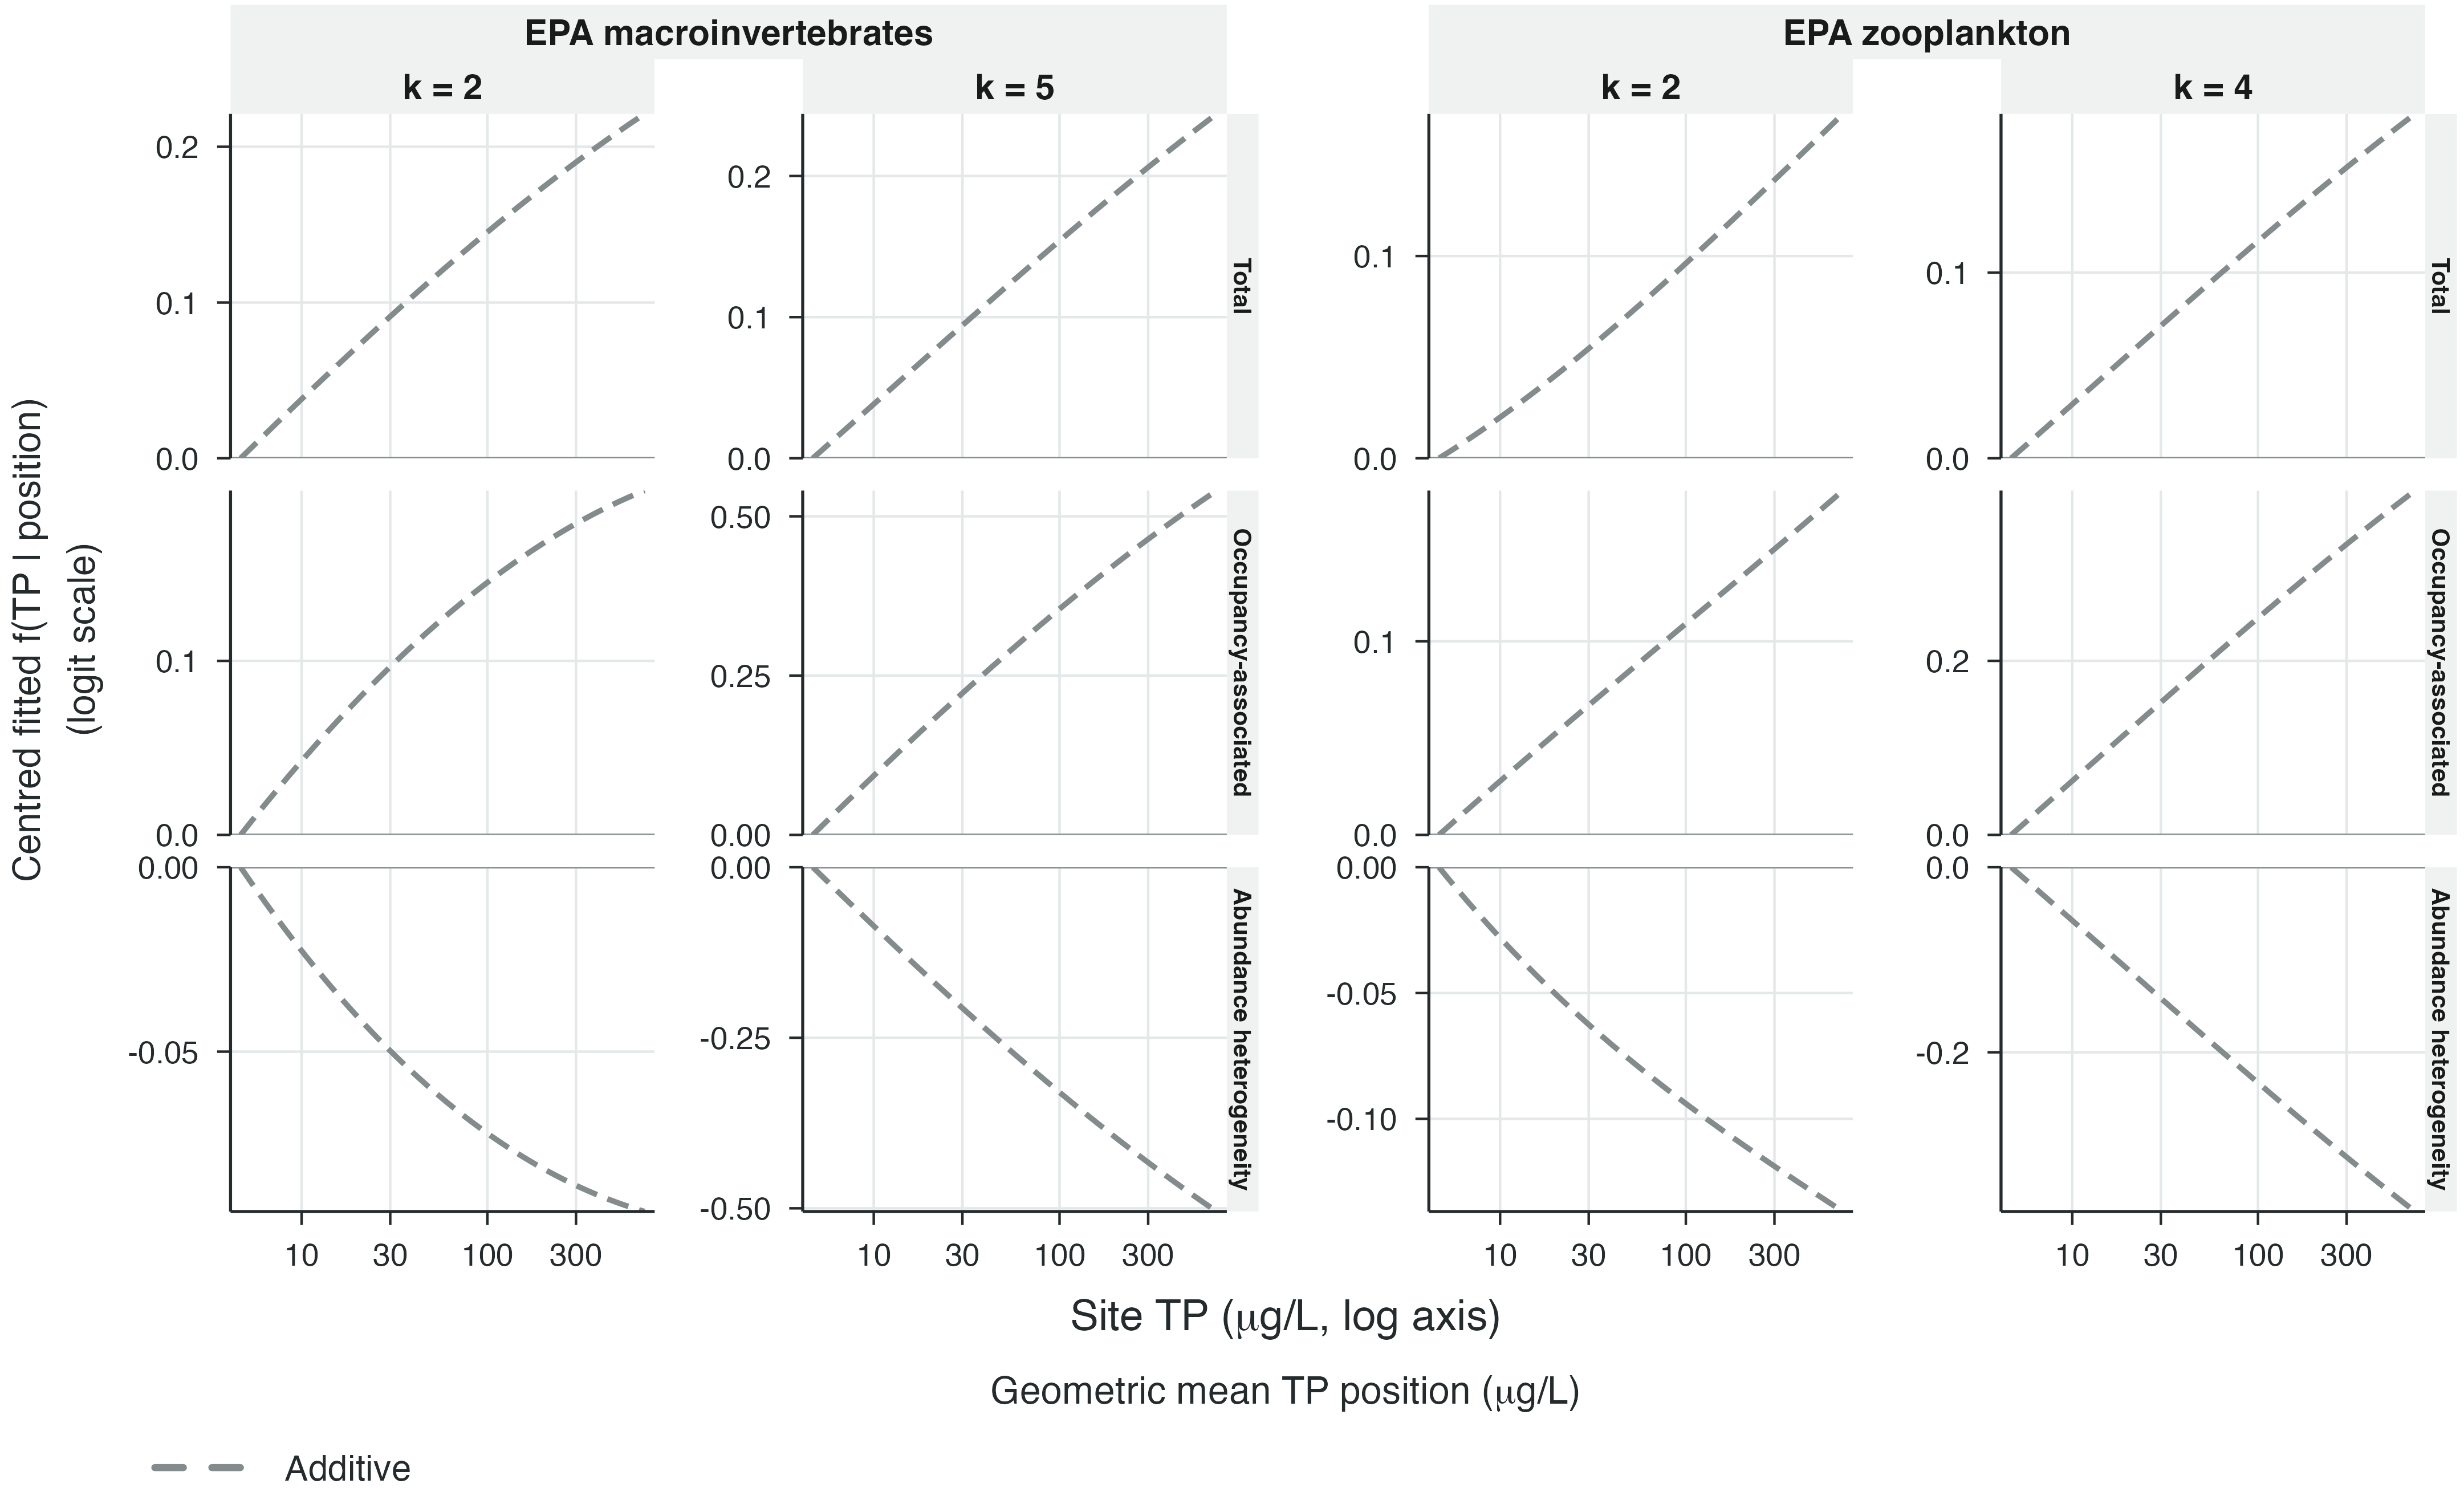 EPA macroinvertebrates
EPA zooplankton
k = 2
k = 5
k = 2
k = 4
0.2
0.1
0.0
0.2
0.1
0.0
Total
0.1
0.0
0.1
0.0
Total
Centred fitted f(TP | position)
(logit scale)
0.1
0.0
0.50
0.25
0.00
Occupancy-associated
0.1
0.0
0.2
0.0
Occupancy-associated
0.00
-0.05
0.00
-0.25
-0.50
Abundance heterogeneity
0.00
-0.05
-0.10
0.0
-0.2
Abundance heterogeneity
10 30 100 300
10 30 100 300
10 30 100 300
10 30 100 300
Site TP (μg/L, log axis)
Geometric mean TP position (μg/L)
Additive